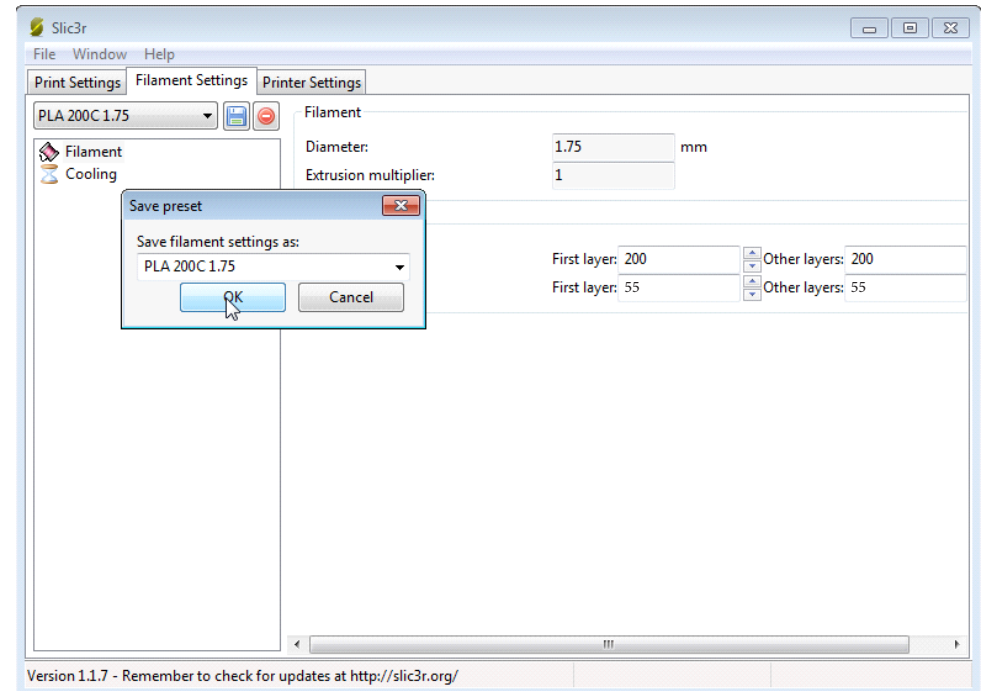 Slic3r
File Window Help
Print Settings Filament Settings Printer Settings
PLA 200C 1.75
Filament
Diameter: 1.75 mm
Filament
Cooling
Extrusion multiplier: 1
Save preset
Save filament settings as:
PLA 200C 1.75
OK Cancel
First layer: 200 Other layers: 200
First layer: 55 Other layers: 55
Version 1.1.7 - Remember to check for updates at http://slic3r.org/